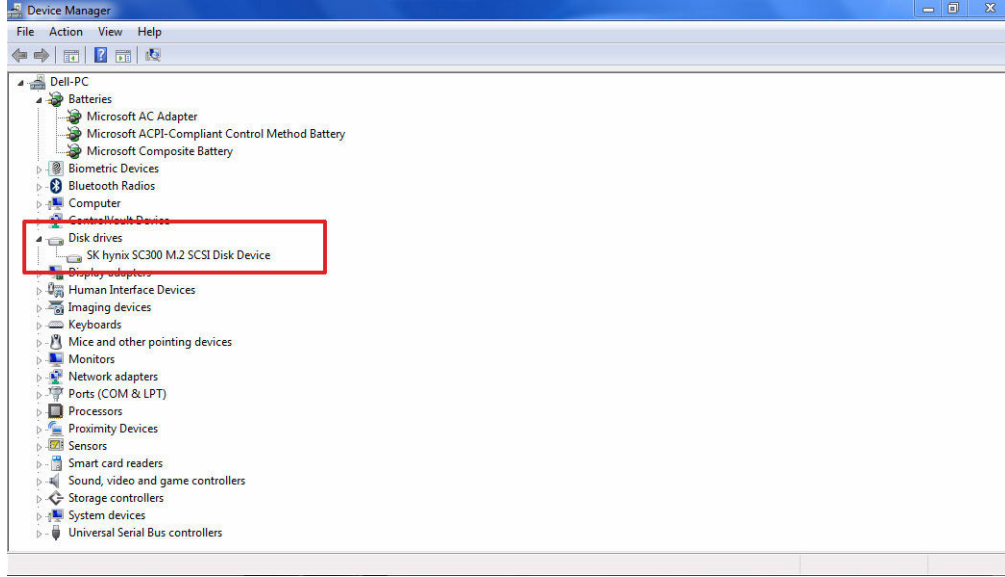 Device Manager
File Action View Help
Dell-PC
Batteries
Microsoft AC Adapter
Microsoft ACPI-Compliant Control Method Battery
Microsoft Composite Battery
Biometric Devices
Bluetooth Radios
Computer
ControlVault Device
Disk drives
SK hynix SC300 M.2 SCSI Disk Device
Display adapters
Human Interface Devices
Imaging devices
Keyboards
Mice and other pointing devices
Monitors
Network adapters
Ports (COM & LPT)
Processors
Proximity Devices
Sensors
Smart card readers
Sound, video and game controllers
Storage controllers
System devices
Universal Serial Bus controllers